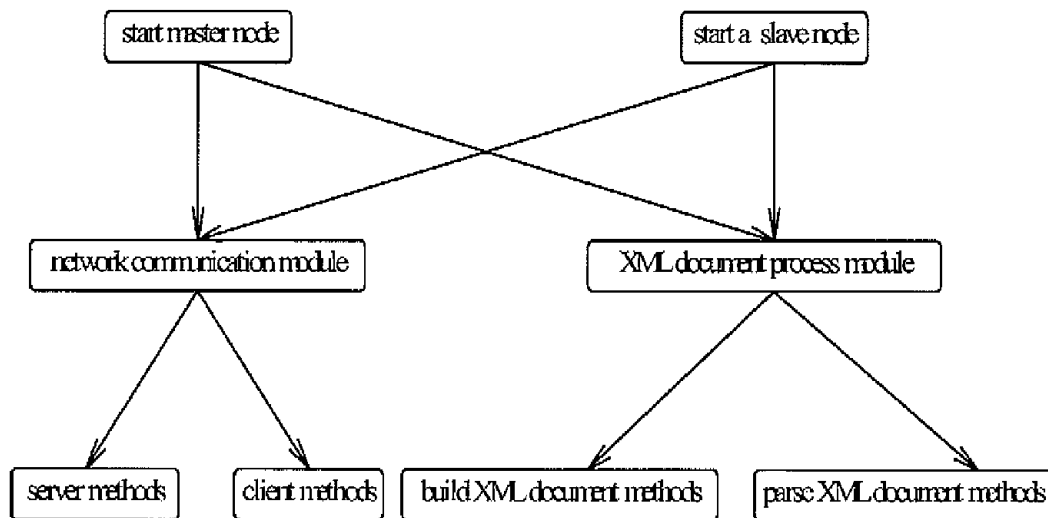 start master node
start a slave node
network communication module
XML document process module
server methods
client methods
build XML document methods
parse XML document methods